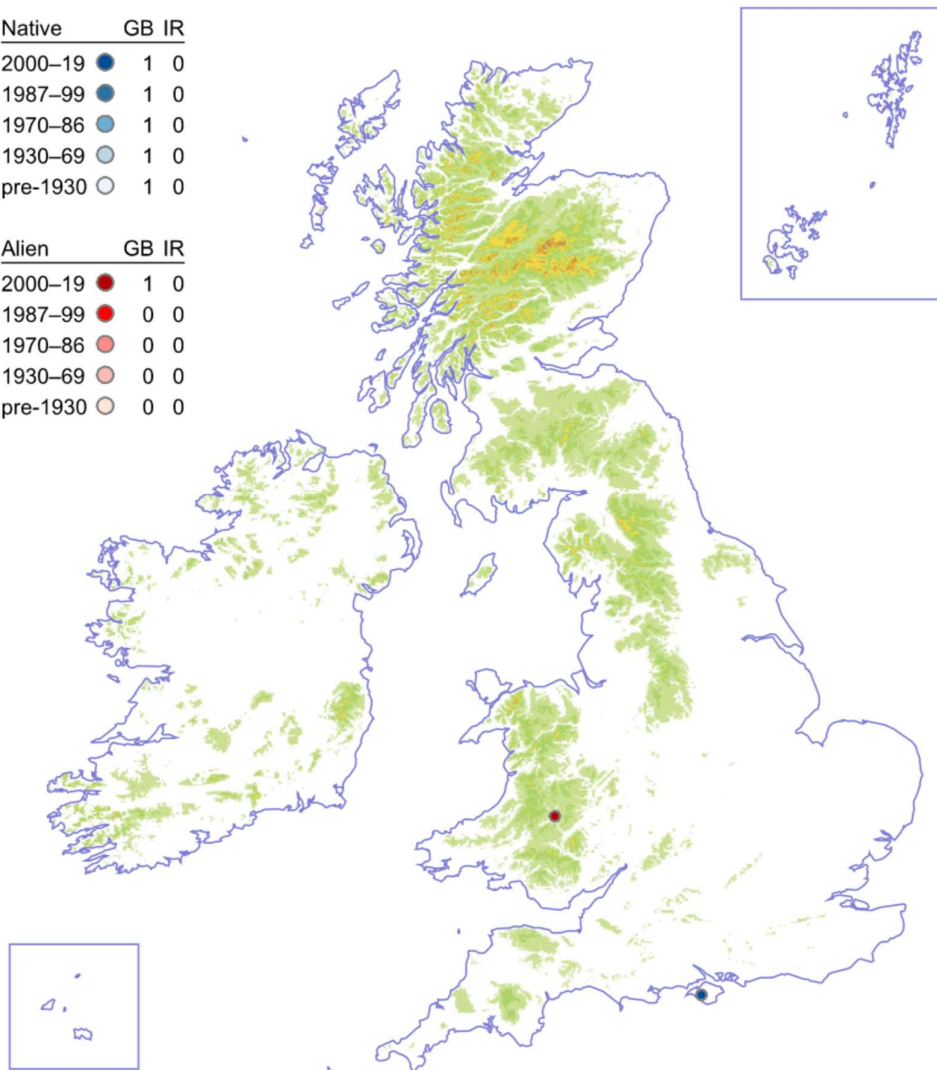 Native GB IR
2000–19 1 0
1987–99 1 0
1970–86 1 0
1930–69 1 0
pre-1930 1 0
Alien GB IR
2000–19 1 0
1987–99 0 0
1970–86 0 0
1930–69 0 0
pre-1930 0 0